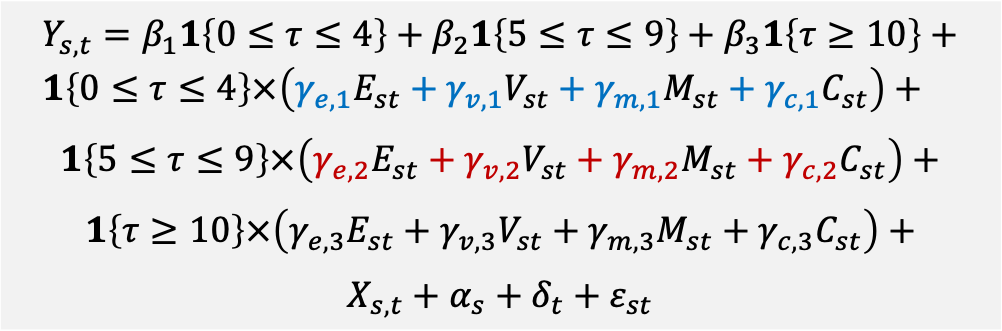 Y_{s,t} = β_1 𝟏{0 ≤ τ ≤ 4} + β_2 𝟏{5 ≤ τ ≤ 9} + β_3 𝟏{τ ≥ 10} +
𝟏{0 ≤ τ ≤ 4}×(γ_{e,1}E_{st} + γ_{v,1}V_{st} + γ_{m,1}M_{st} + γ_{c,1}C_{st}) +
𝟏{5 ≤ τ ≤ 9}×(γ_{e,2}E_{st} + γ_{v,2}V_{st} + γ_{m,2}M_{st} + γ_{c,2}C_{st}) +
𝟏{τ ≥ 10}×(γ_{e,3}E_{st} + γ_{v,3}V_{st} + γ_{m,3}M_{st} + γ_{c,3}C_{st}) +
X_{s,t} + α_s + δ_t + ε_{st}